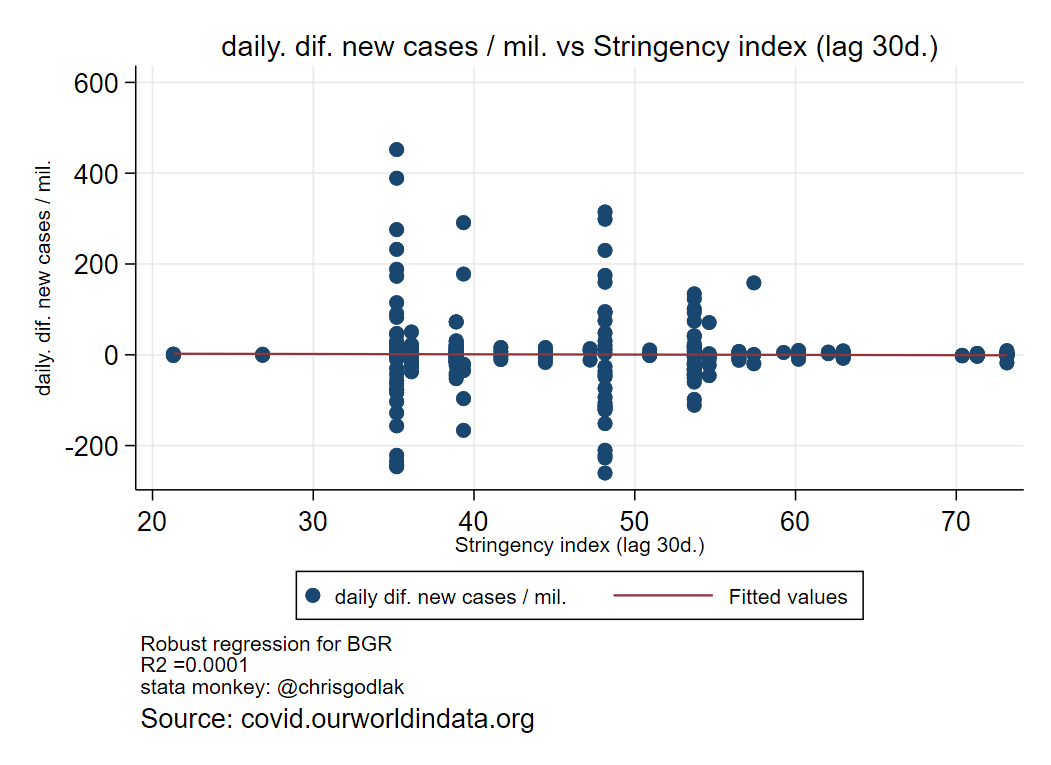 daily. dif. new cases / mil. vs Stringency index (lag 30d.)
daily. dif. new cases / mil.
600
400
200
0
-200
20 30 40 50 60 70
Stringency index (lag 30d.)
daily dif. new cases / mil. Fitted values
Robust regression for BGR
R2 =0.0001
stata monkey: @chrisgodlak
Source: covid.ourworldindata.org